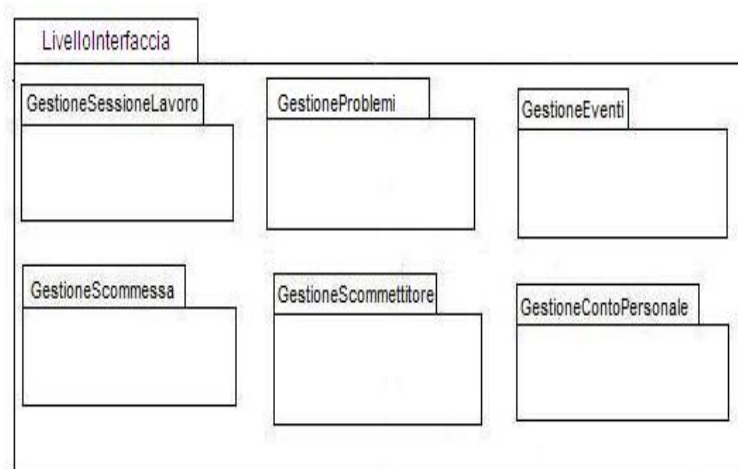 LivelloInterfaccia
GestioneSessioneLavoro
GestioneProblemi
GestioneEventi
GestioneScommessa
GestioneScommettitore
GestioneContoPersonale